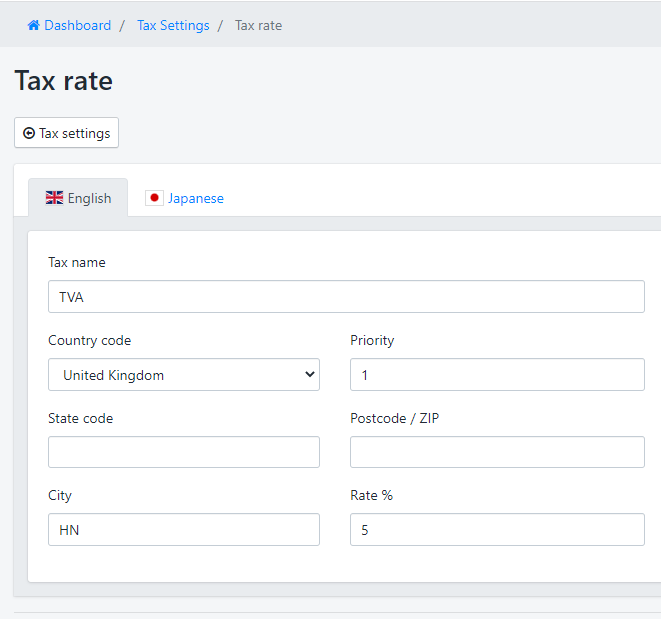 Dashboard / Tax Settings / Tax rate
Tax rate
Tax settings
English Japanese
Tax name
TVA
Country code Priority
United Kingdom 1
State code Postcode / ZIP
City Rate %
HN 5